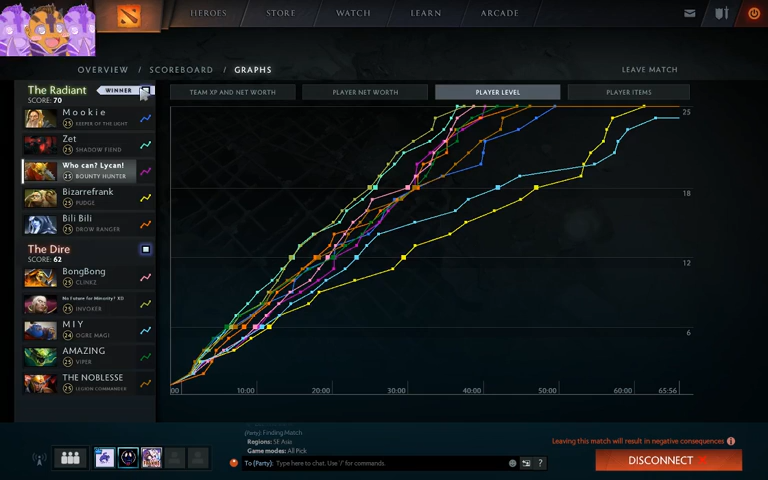 HEROES STORE WATCH LEARN ARCADE
OVERVIEW / SCOREBOARD / GRAPHS
LEAVE MATCH
TEAM XP AND NET WORTH
PLAYER NET WORTH
PLAYER LEVEL
PLAYER ITEMS
The Radiant
WINNER
SCORE: 70
Mookie
25 KEEPER OF THE LIGHT
Zet
25 SHADOW FIEND
Who can? Lycan!
25 BOUNTY HUNTER
Bizarrefrank
25 PUDGE
Bili Bili
25 DROW RANGER
The Dire
SCORE: 62
BongBong
25 CLINKZ
No Future for Minority? XD
25 INVOKER
M I Y
24 OGRE MAGI
AMAZING
25 VIPER
THE NOBLESSE
25 LEGION COMMANDER
25
18
12
6
00 10:00 20:00 30:00 40:00 50:00 60:00 65:56
(Party) Finding Match
Regions: SE Asia
Game modes: All Pick
To (Party): Type here to chat. Use '/' for commands.
?
Leaving this match will result in negative consequences
DISCONNECT